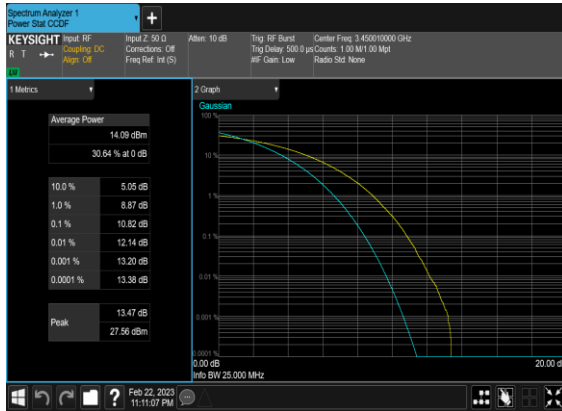 Spectrum Analyzer 1
Power Stat CCDF
KEYSIGHT
R T
LU
Input: RF
Coupling: DC
Align: Off
Input Z: 50 Ω
Corrections: Off
Freq Ref: Int (S)
Atten: 10 dB
Trig: RF Burst
Trig Delay: 500.0 µs
#IF Gain: Low
Center Freq: 3.450010000 GHz
Counts: 1.00 M/1.00 Mpt
Radio Std: None
1 Metrics
Average Power
14.09 dBm
30.64 % at 0 dB
10.0 % 5.05 dB
1.0 % 8.87 dB
0.1 % 10.82 dB
0.01 % 12.14 dB
0.001 % 13.20 dB
0.0001 % 13.38 dB
Peak
13.47 dB
27.56 dBm
2 Graph
Gaussian
100 %
10 %
1 %
0.1 %
0.01 %
0.001 %
0.0001 %
0.00 dB
20.00 d
Info BW 25.000 MHz
?
Feb 22, 2023
11:11:07 PM